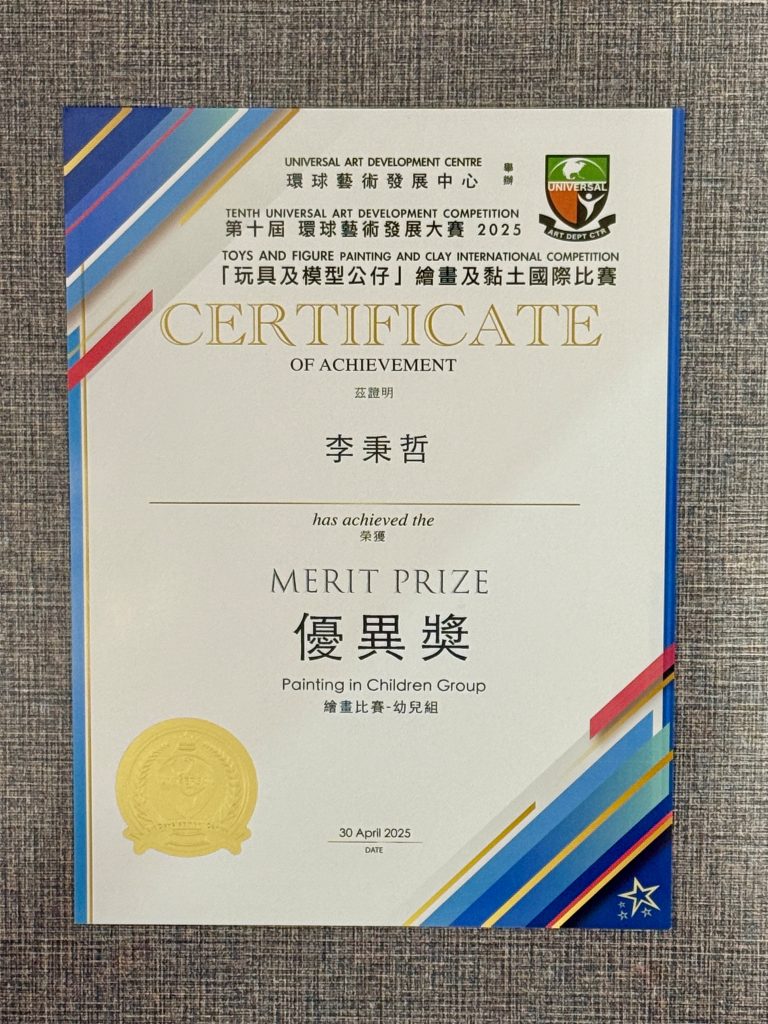 UNIVERSAL ART DEVELOPMENT CENTRE
環球藝術發展中心
舉辦
UNIVERSAL
ART DEPT CTR
TENTH UNIVERSAL ART DEVELOPMENT COMPETITION
第十屆 環球藝術發展大賽 2025
TOYS AND FIGURE PAINTING AND CLAY INTERNATIONAL COMPETITION
「玩具及模型公仔」繪畫及黏土國際比賽
CERTIFICATE
OF ACHIEVEMENT
茲證明
李秉哲
has achieved the
榮獲
MERIT PRIZE
優異獎
Painting in Children Group
繪畫比賽-幼兒組
30 April 2025
DATE